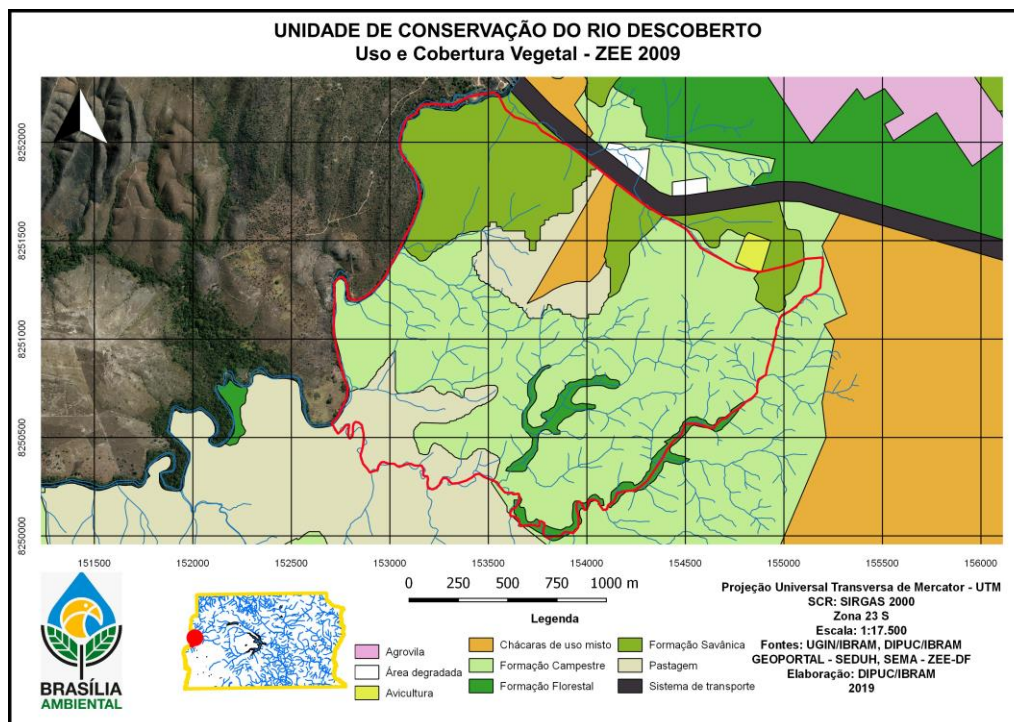 UNIDADE DE CONSERVAÇÃO DO RIO DESCOBERTO
Uso e Cobertura Vegetal - ZEE 2009
8252000
8251500
8251000
8250500
8250000
151500 152000 152500 153000 153500 154000 154500 155000 155500 156000
BRASÍLIA
AMBIENTAL
0 250 500 750 1000 m
Legenda
Agrovila
Área degradada
Avicultura
Chácaras de uso misto
Formação Campestre
Formação Florestal
Formação Savânica
Pastagem
Sistema de transporte
Projeção Universal Transversa de Mercator - UTM
SCR: SIRGAS 2000
Zona 23 S
Escala: 1:17.500
Fontes: UGIN/IBRAM, DIPUC/IBRAM
GEOPORTAL - SEDUH, SEMA - ZEE-DF
Elaboração: DIPUC/IBRAM
2019